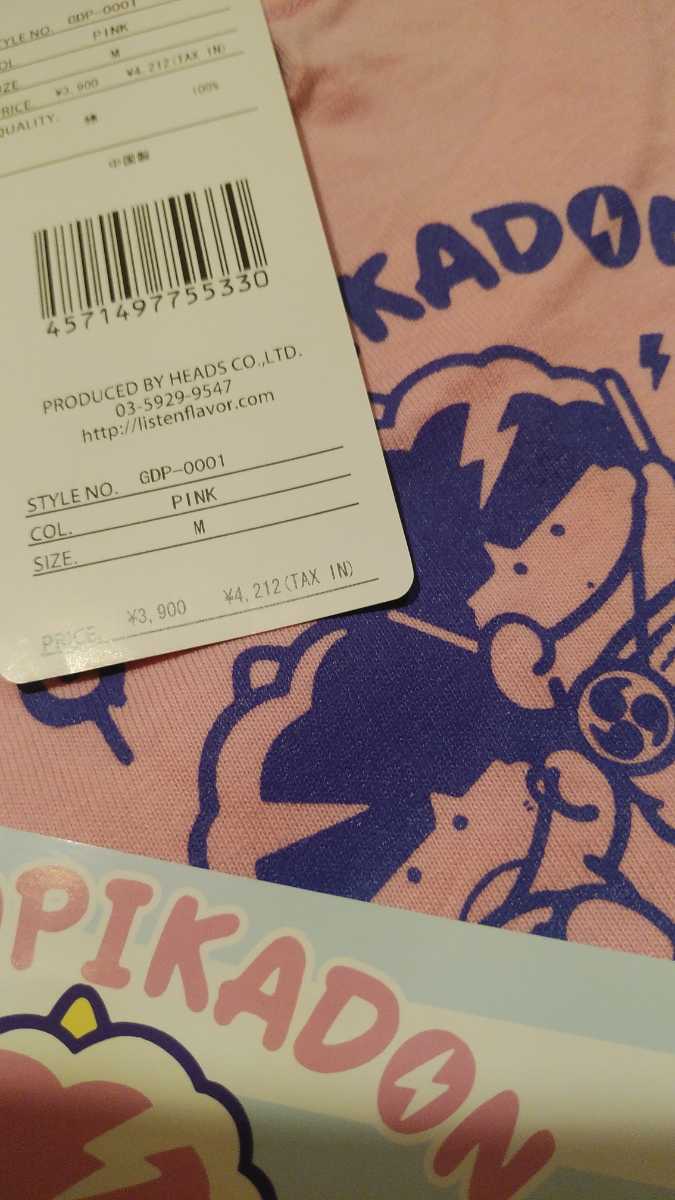 STYLE NO. GDP-0001
COL. PINK
SIZE M
PRICE. ¥3,900 ¥4,212(TAX IN)
QUALITY. 綿 100%
中国製
4571497755330
PRODUCED BY HEADS CO.,LTD.
03-5929-9547
http://listenflavor.com
STYLE NO. GDP-0001
COL. PINK
SIZE. M
PRICE. ¥3,900 ¥4,212(TAX IN)
KADON
OPIKADON